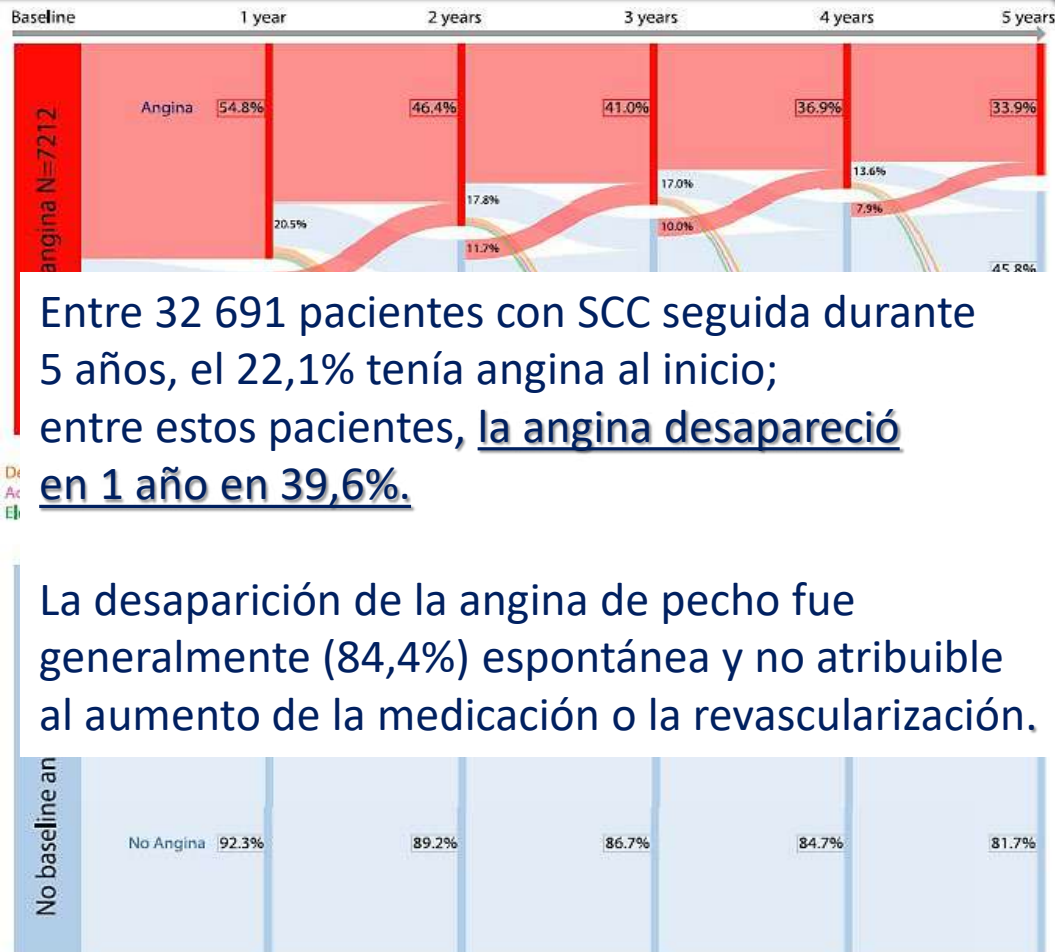 Baseline 1 year 2 years 3 years 4 years 5 years
angina N=7212
Angina 54.8% 46.4% 41.0% 36.9% 33.9%
20.5% 17.8% 17.0% 13.6%
11.7% 10.0% 7.9%
45.8%
Entre 32 691 pacientes con SCC seguida durante
5 años, el 22,1% tenía angina al inicio;
entre estos pacientes, la angina desapareció
en 1 año en 39,6%.
La desaparición de la angina de pecho fue
generalmente (84,4%) espontánea y no atribuible
al aumento de la medicación o la revascularización.
No baseline an
No Angina 92.3% 89.2% 86.7% 84.7% 81.7%